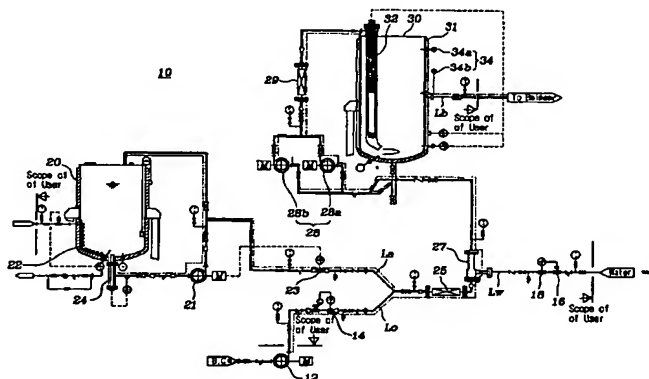 10
30
32
31
34a
34
34b
29
To Boiler
Lb
Scope of
of User
20
Scope of
of User
28b
28a
28
22
27
La
25
Water
24
21
23
Lw
18
16
Scope of
of User
Scope of
of User
14
Lo
B.C
12